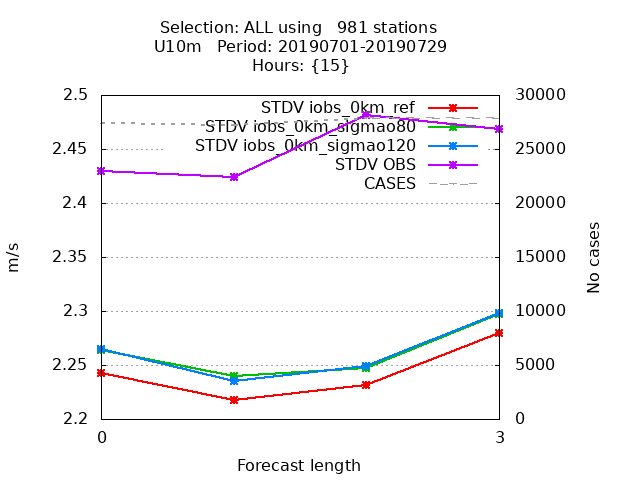 Selection: ALL using   981 stations
U10m   Period: 20190701-20190729
Hours: {15}
2.5
2.45
2.4
2.35
2.3
2.25
2.2
m/s
30000
25000
20000
15000
10000
5000
0
No cases
STDV iobs_0km_ref
STDV iobs_0km_sigmao80
STDV iobs_0km_sigmao120
STDV OBS
CASES
0
3
Forecast length